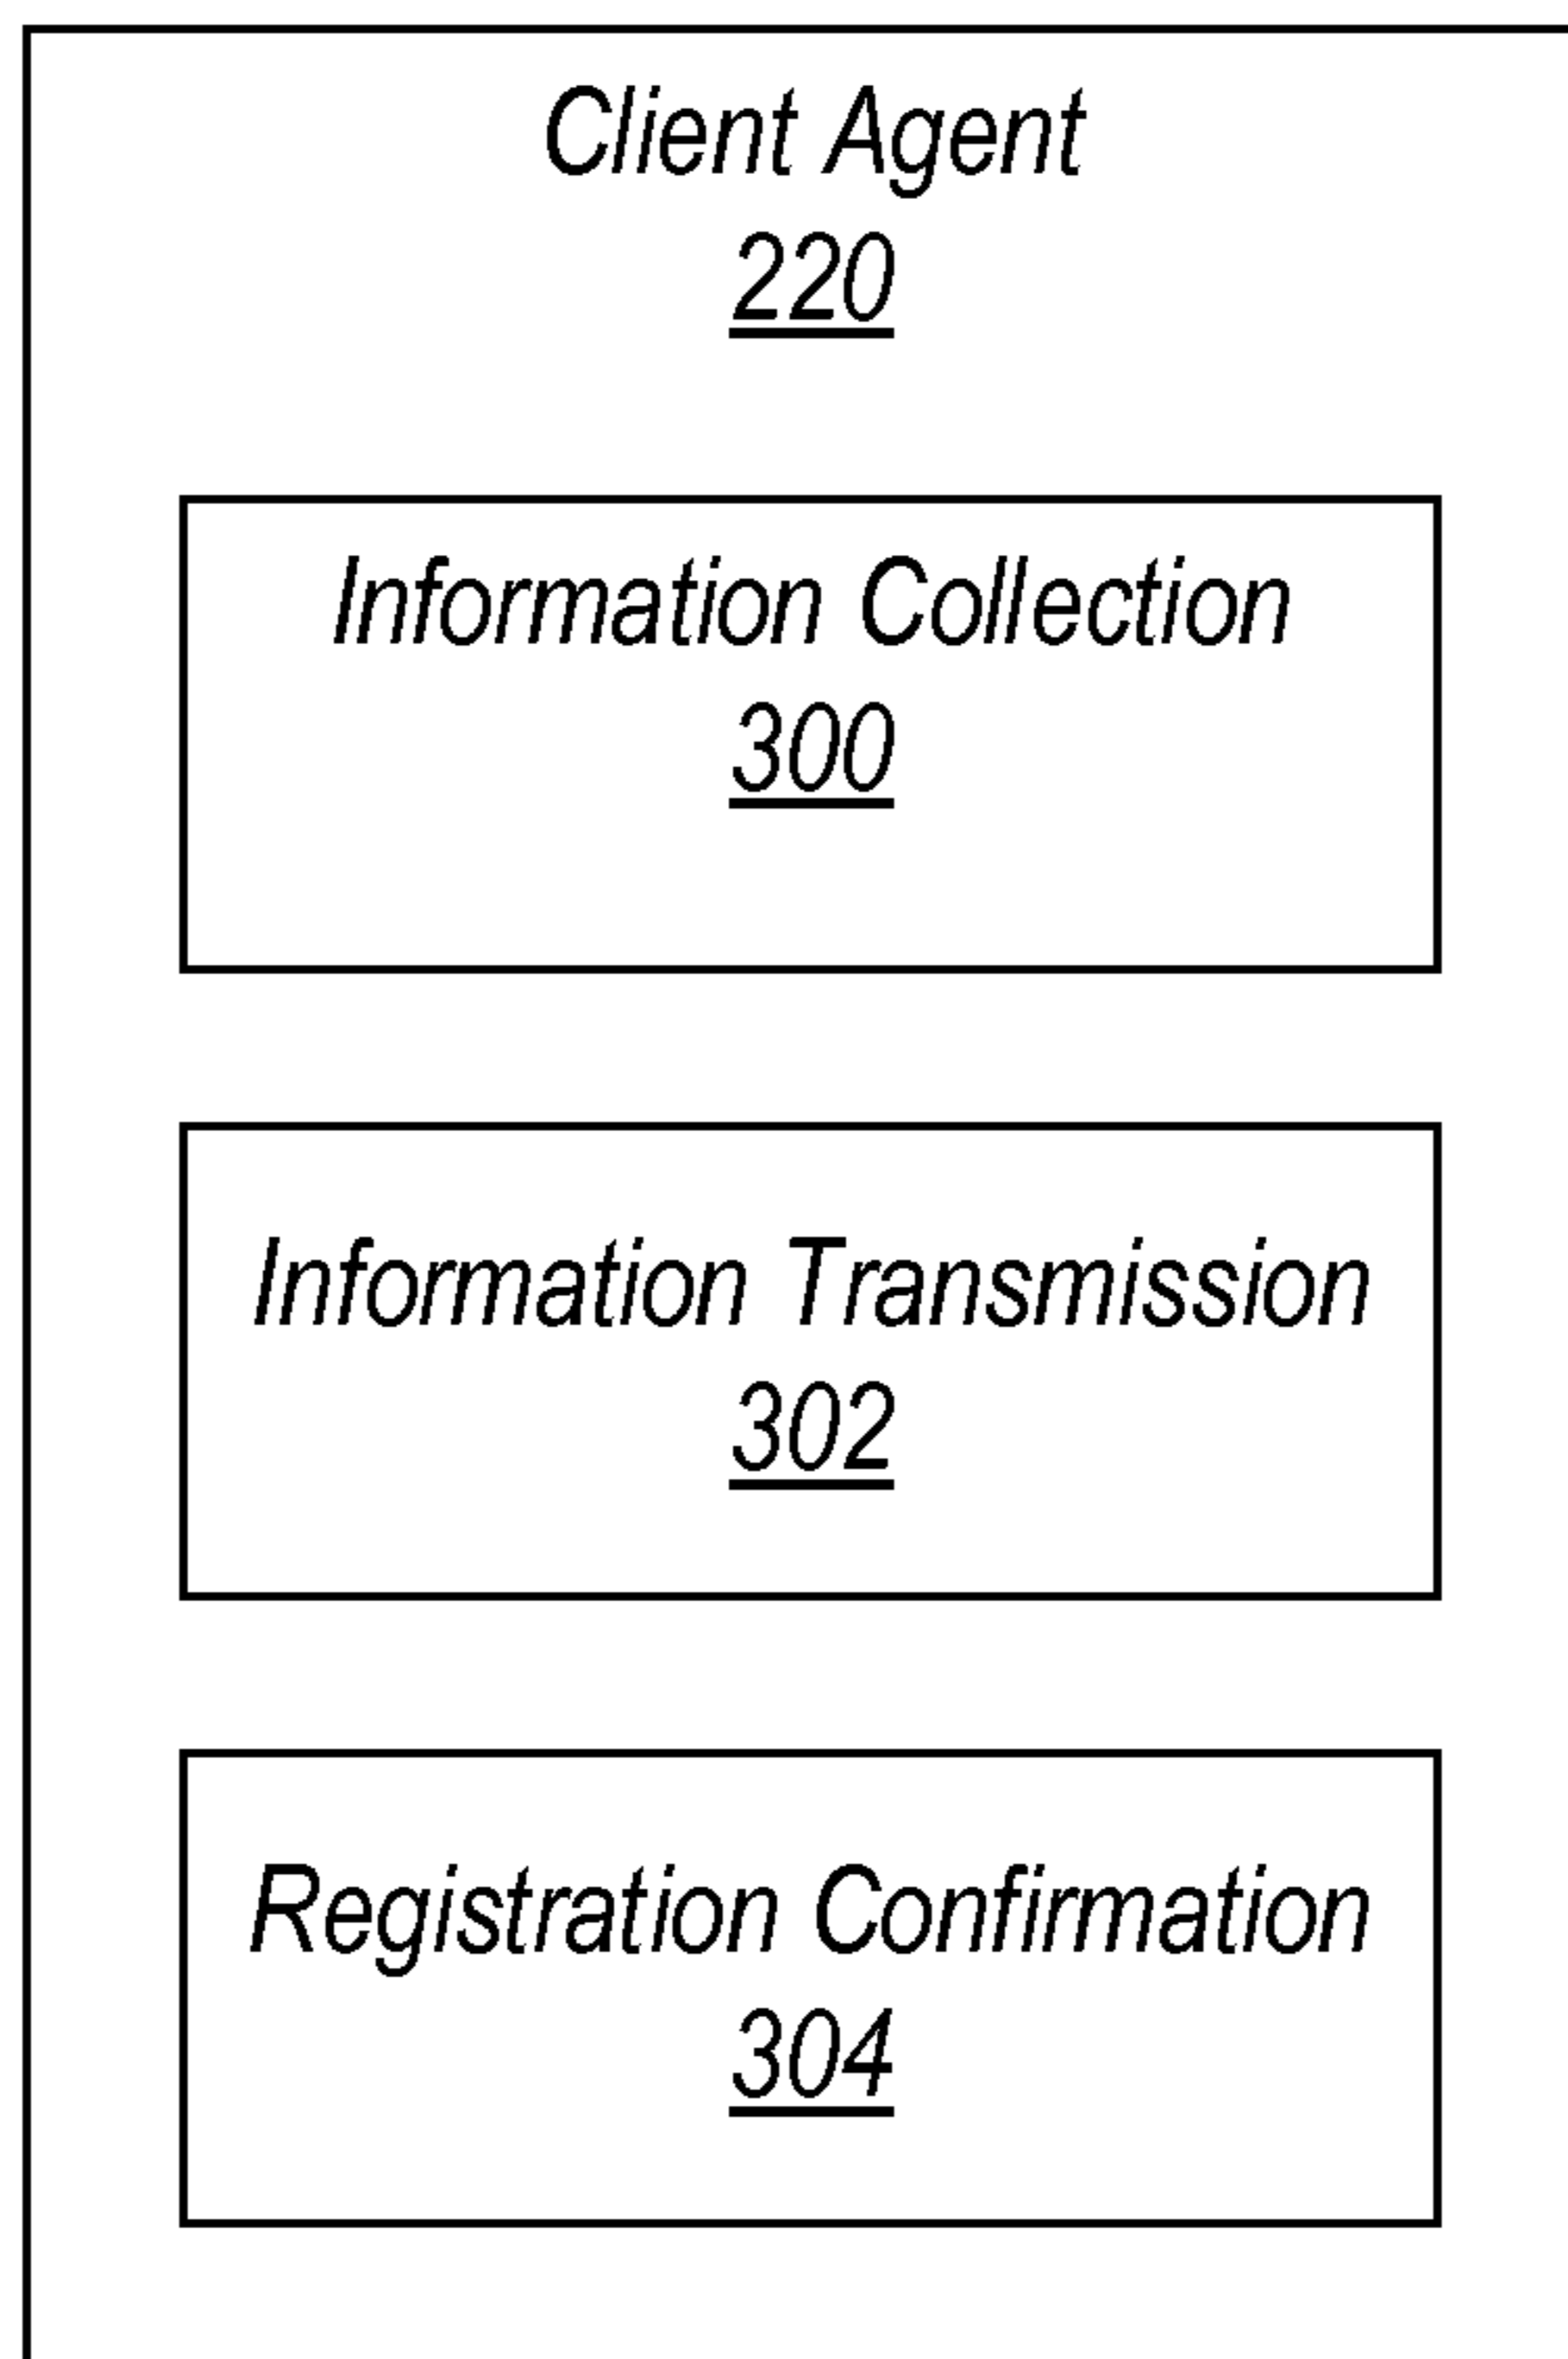 Client Agent
220
Information Collection
300
Information Transmission
302
Registration Confirmation
304